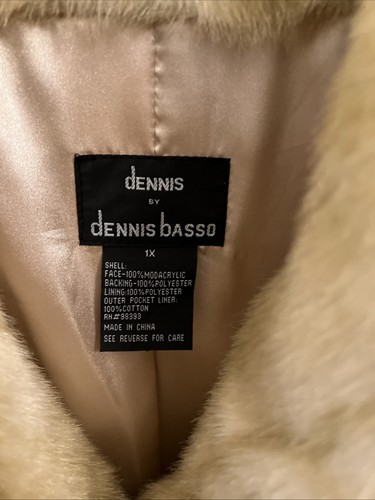 dENNIS
BY
dENNIS bASSO
1X
SHELL:
FACE-100%MODACRYLIC
BACKING-100%POLYESTER
LINING:100%POLYESTER
OUTER POCKET LINER:
100%COTTON
RN#98393
MADE IN CHINA
SEE REVERSE FOR CARE